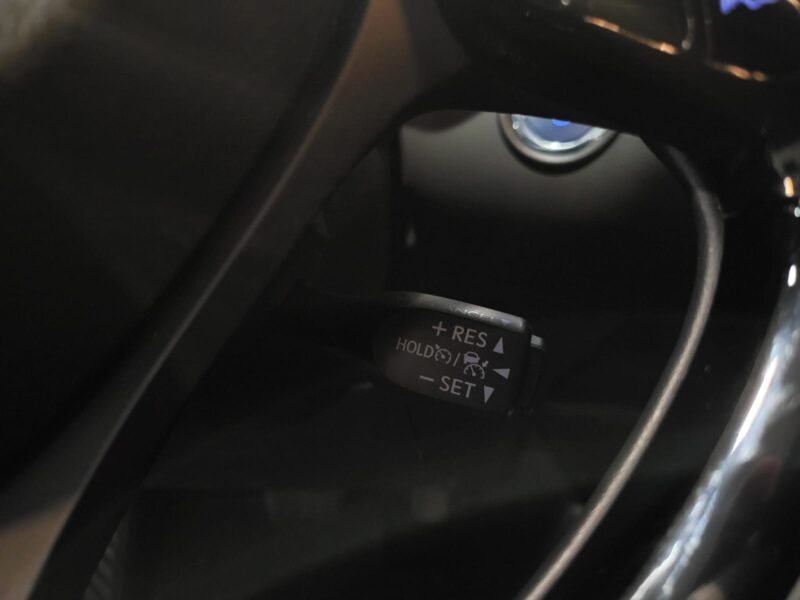 + RES ▲
HOLD / ◀
− SET ▼